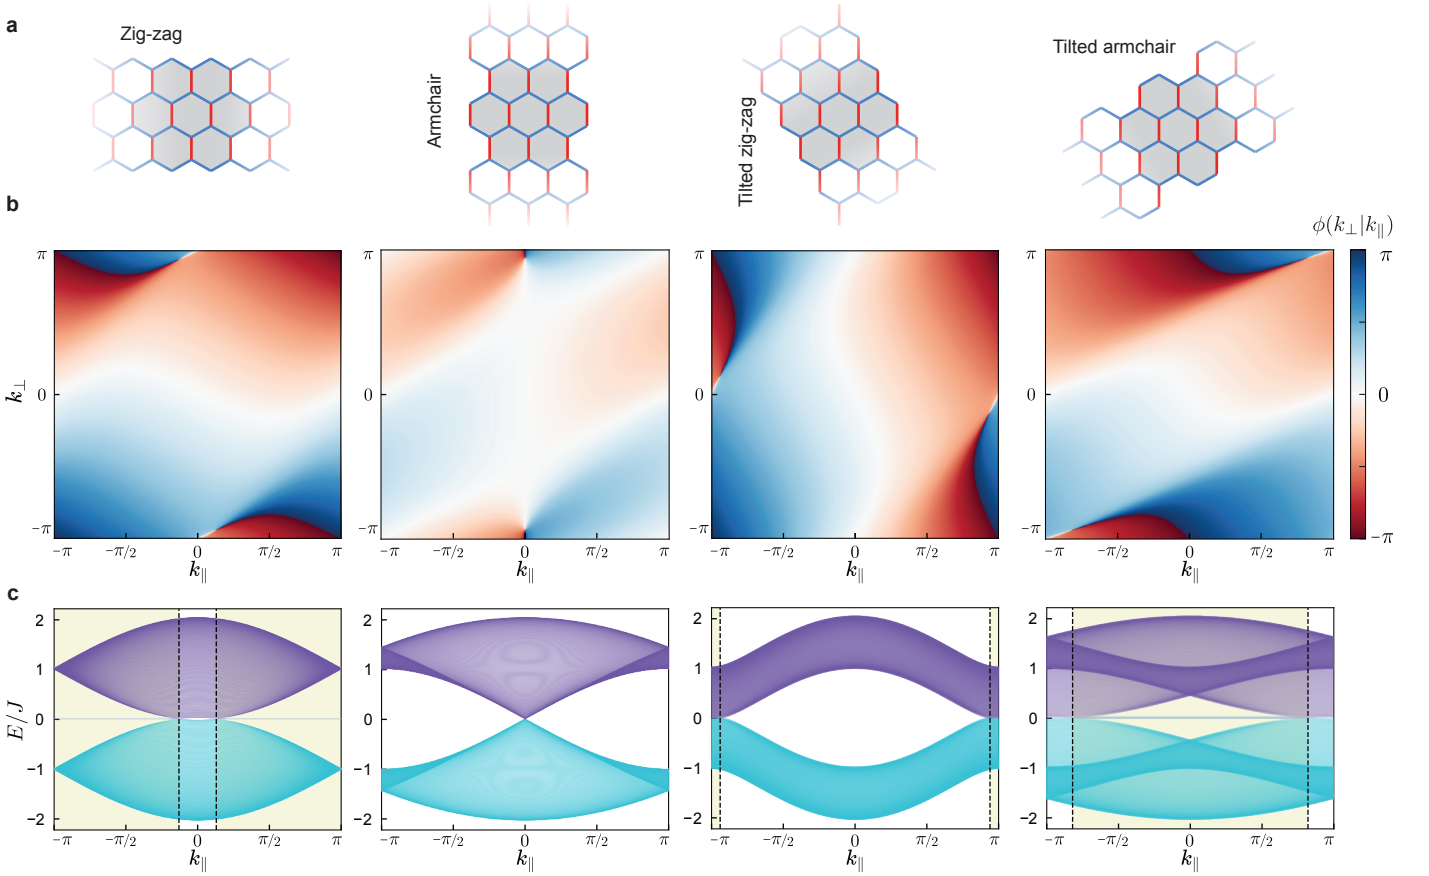 a
Zig-zag
Armchair
Tilted zig-zag
Tilted armchair
b
ϕ(k⊥|k∥)
π
0
−π
k⊥
−π −π/2 0 π/2 π
k∥
π
0
−π
−π −π/2 0 π/2 π
k∥
π
0
−π
−π −π/2 0 π/2 π
k∥
π
0
−π
−π −π/2 0 π/2 π
k∥
π
0
−π
c
2
1
0
−1
−2
E/J
−π −π/2 0 π/2 π
k∥
2
1
0
−1
−2
−π −π/2 0 π/2 π
k∥
2
1
0
−1
−2
−π −π/2 0 π/2 π
k∥
2
1
0
−1
−2
−π −π/2 0 π/2 π
k∥